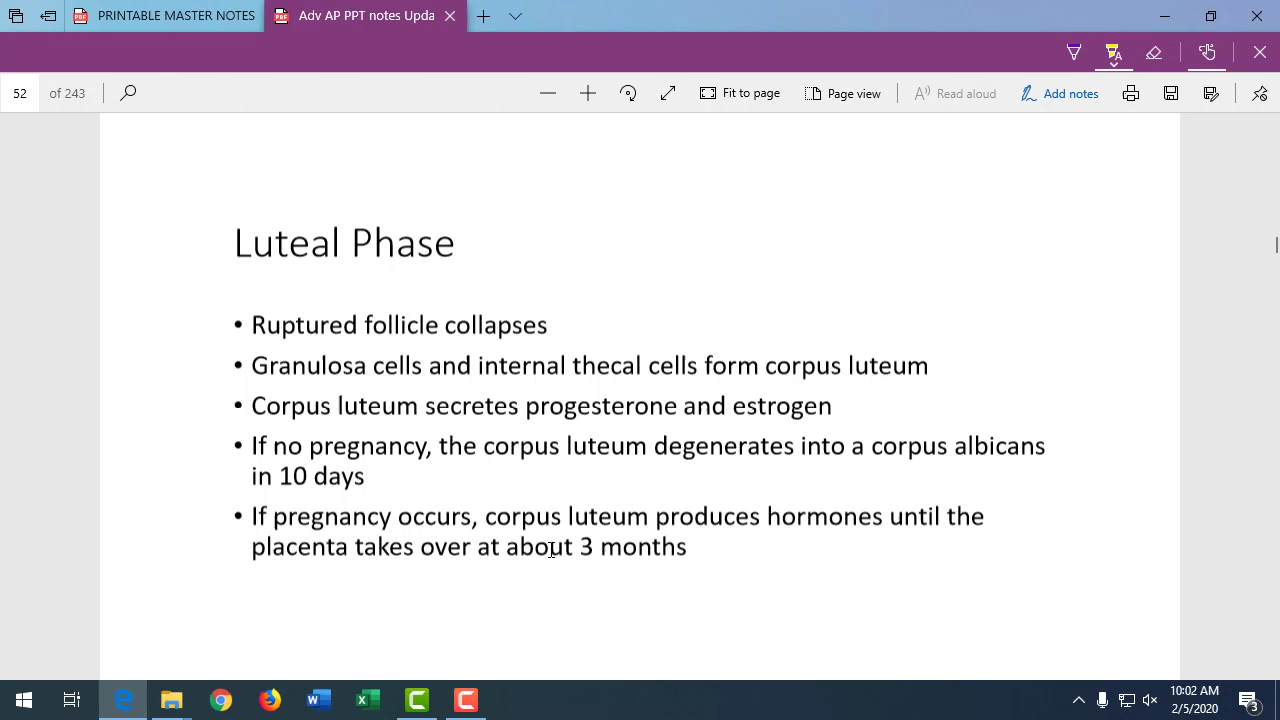 PRINTABLE MASTER NOTES
Adv AP PPT notes Upda
52 of 243
Fit to page
Page view
Read aloud
Add notes
Luteal Phase
• Ruptured follicle collapses
• Granulosa cells and internal thecal cells form corpus luteum
• Corpus luteum secretes progesterone and estrogen
• If no pregnancy, the corpus luteum degenerates into a corpus albicans
in 10 days
• If pregnancy occurs, corpus luteum produces hormones until the
placenta takes over at about 3 months
10:02 AM
2/5/2020
3